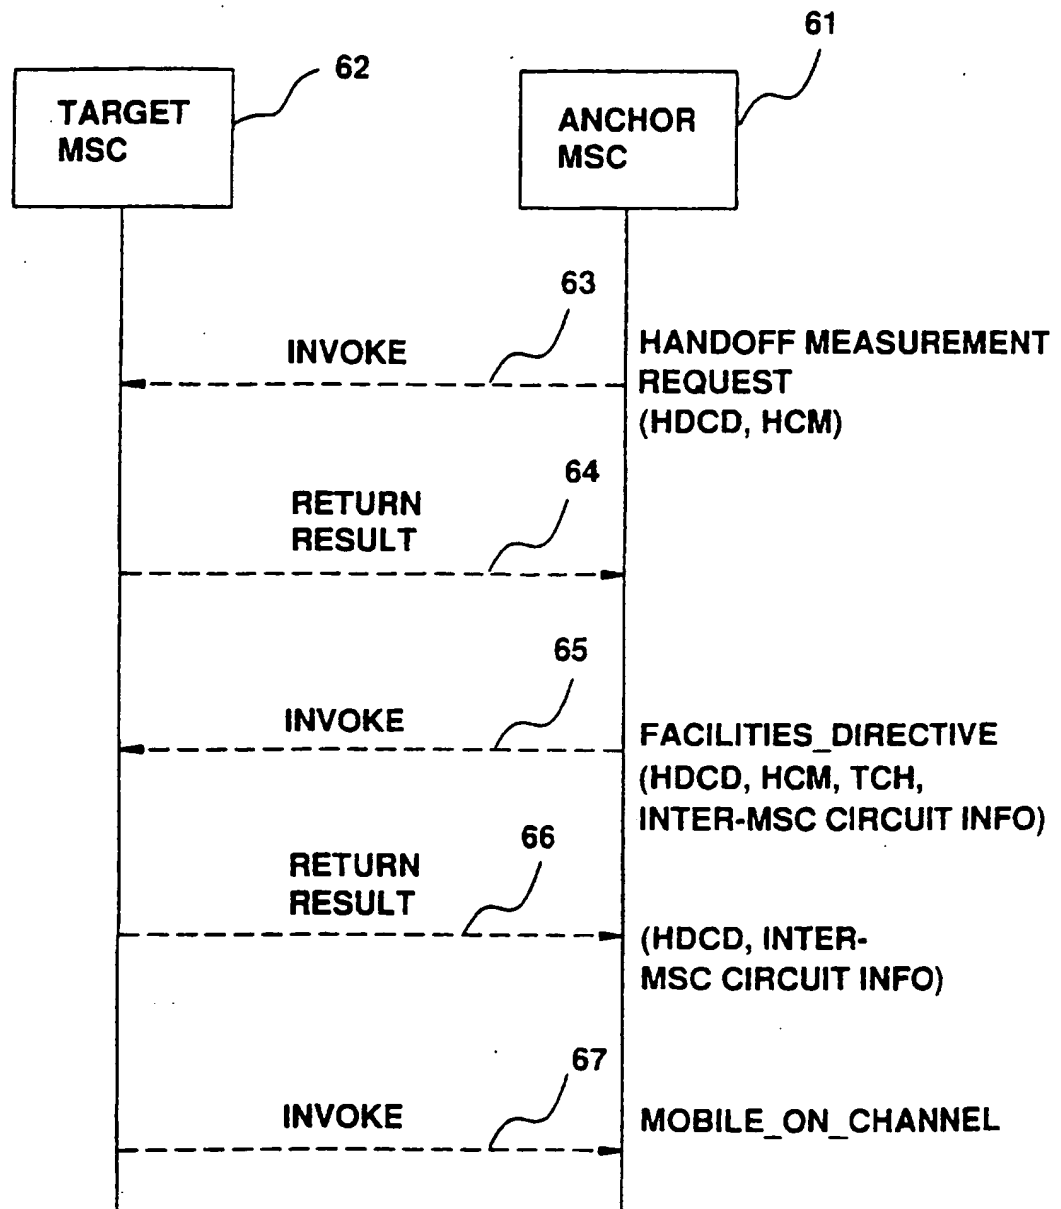 61
62
TARGET
MSC
ANCHOR
MSC
63
INVOKE
HANDOFF MEASUREMENT
REQUEST
(HDCD, HCM)
64
RETURN
RESULT
65
INVOKE
FACILITIES_DIRECTIVE
(HDCD, HCM, TCH,
INTER-MSC CIRCUIT INFO)
66
RETURN
RESULT
(HDCD, INTER-
MSC CIRCUIT INFO)
67
INVOKE
MOBILE_ON_CHANNEL